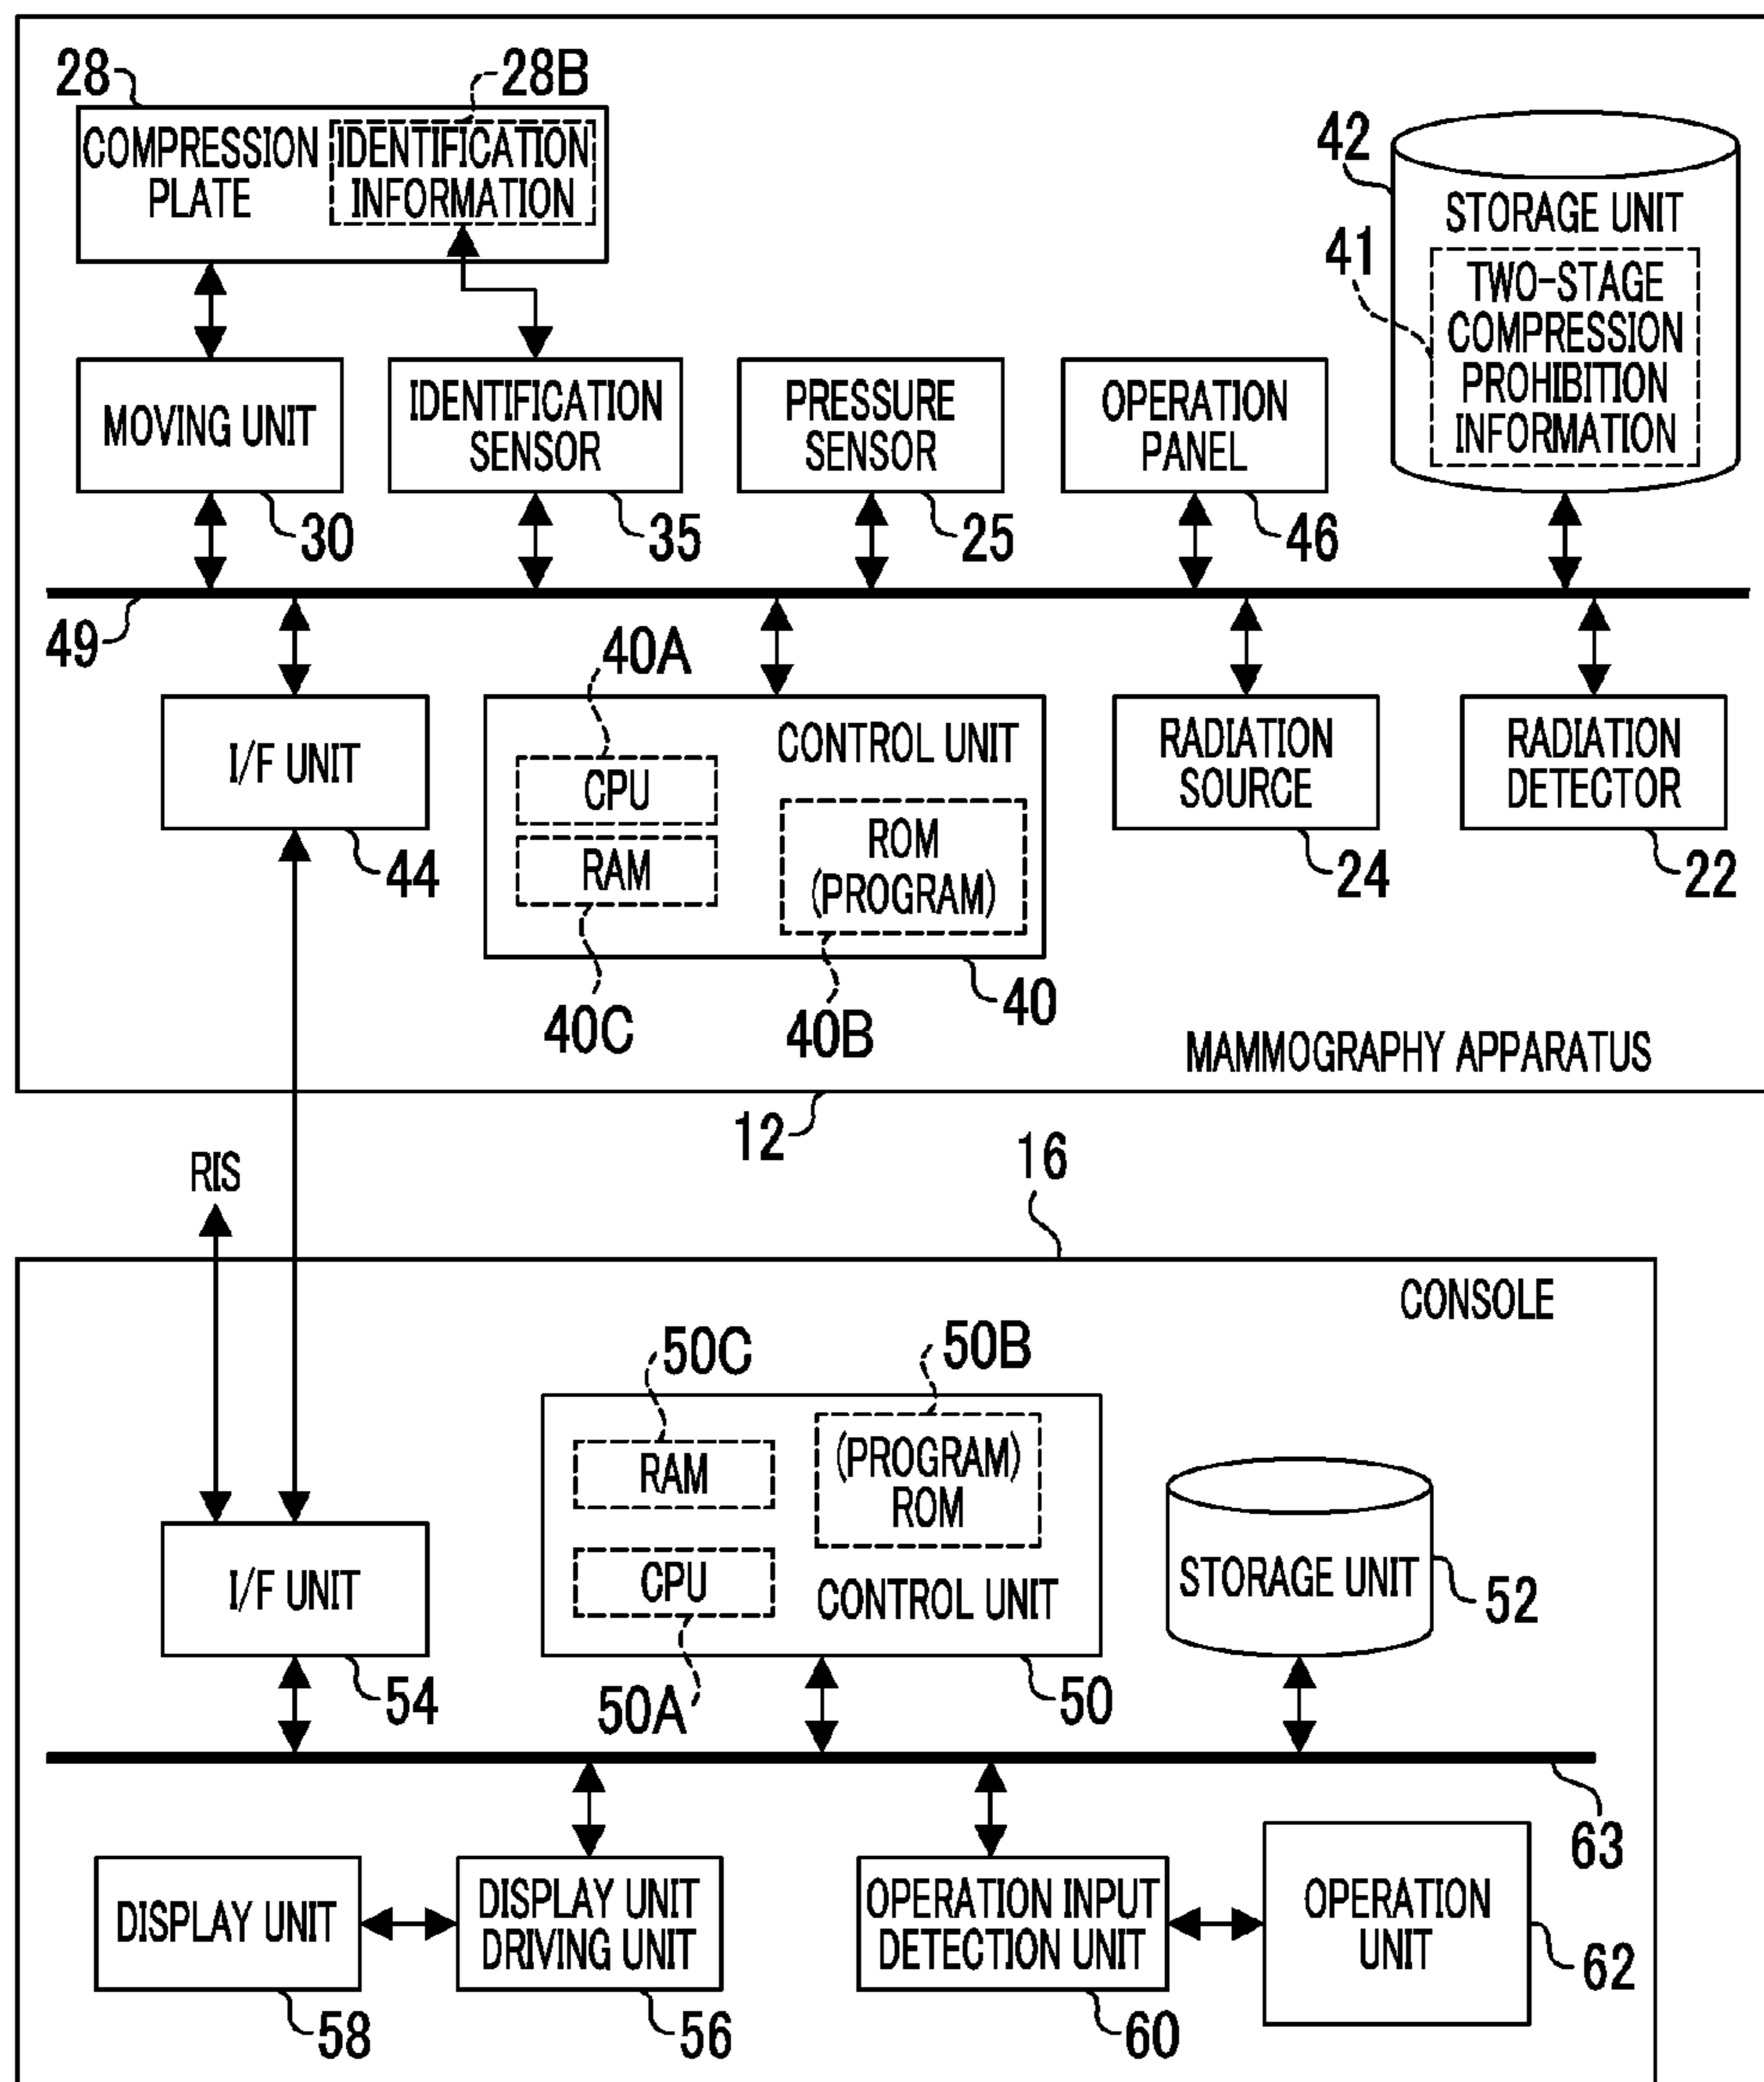 28
28B
COMPRESSION
PLATE
IDENTIFICATION
INFORMATION
42
STORAGE UNIT
41
TWO-STAGE
COMPRESSION
PROHIBITION
INFORMATION
MOVING UNIT
IDENTIFICATION
SENSOR
PRESSURE
SENSOR
OPERATION
PANEL
30
35
25
46
49
40A
I/F UNIT
CONTROL UNIT
CPU
RAM
ROM
(PROGRAM)
RADIATION
SOURCE
RADIATION
DETECTOR
44
24
22
40C
40B
40
MAMMOGRAPHY APPARATUS
12
RIS
16
CONSOLE
50C
50B
RAM
(PROGRAM)
ROM
CPU
CONTROL UNIT
I/F UNIT
STORAGE UNIT
52
54
50A
50
63
DISPLAY UNIT
DISPLAY UNIT
DRIVING UNIT
OPERATION INPUT
DETECTION UNIT
OPERATION
UNIT
62
58
56
60